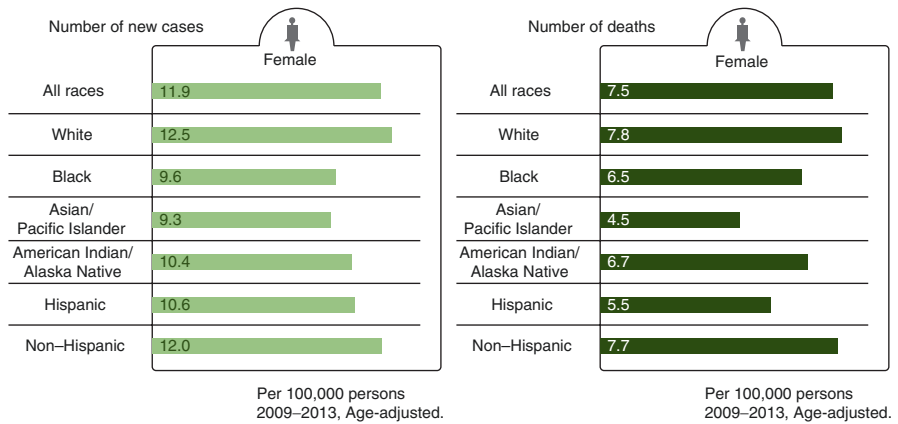 Number of new cases
Female
All races
11.9
White
12.5
Black
9.6
Asian/
Pacific Islander
9.3
American Indian/
Alaska Native
10.4
Hispanic
10.6
Non–Hispanic
12.0
Per 100,000 persons
2009–2013, Age-adjusted.
Number of deaths
Female
All races
7.5
White
7.8
Black
6.5
Asian/
Pacific Islander
4.5
American Indian/
Alaska Native
6.7
Hispanic
5.5
Non–Hispanic
7.7
Per 100,000 persons
2009–2013, Age-adjusted.